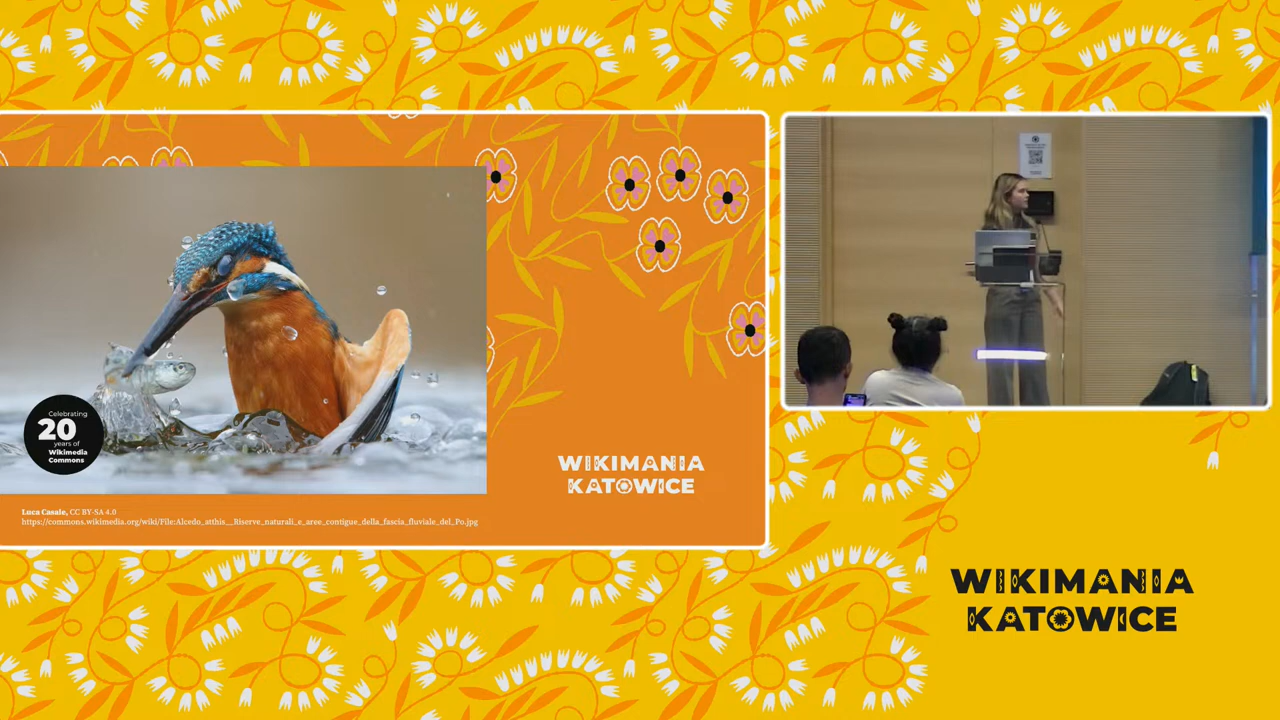 Celebrating
20
years of
Wikimedia
Commons
WIKIMANIA
KATOWICE
Luca Casale, CC BY-SA 4.0
https://commons.wikimedia.org/wiki/File:Alcedo_atthis__Riserve_naturali_e_aree_contigue_della_fascia_fluviale_del_Po.jpg
WIKIMANIA
KATOWICE